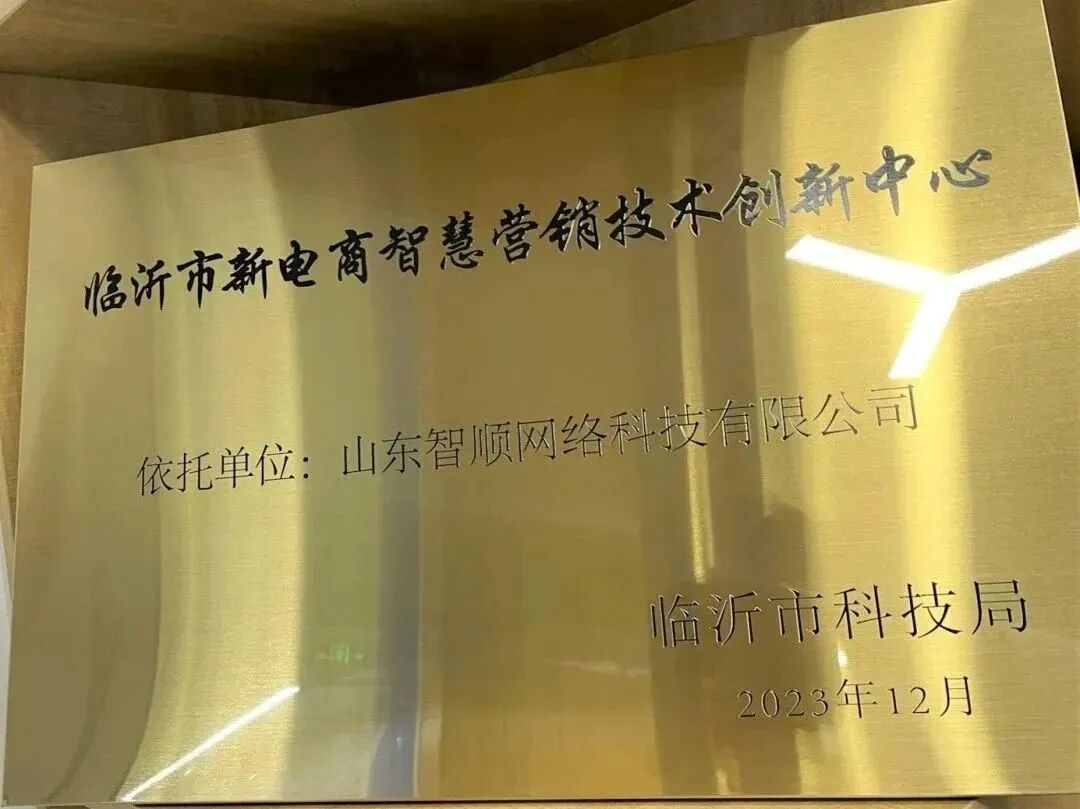 临沂市新电商智慧营销技术创新中心
依托单位：山东智顺网络科技有限公司
临沂市科技局
2023年12月